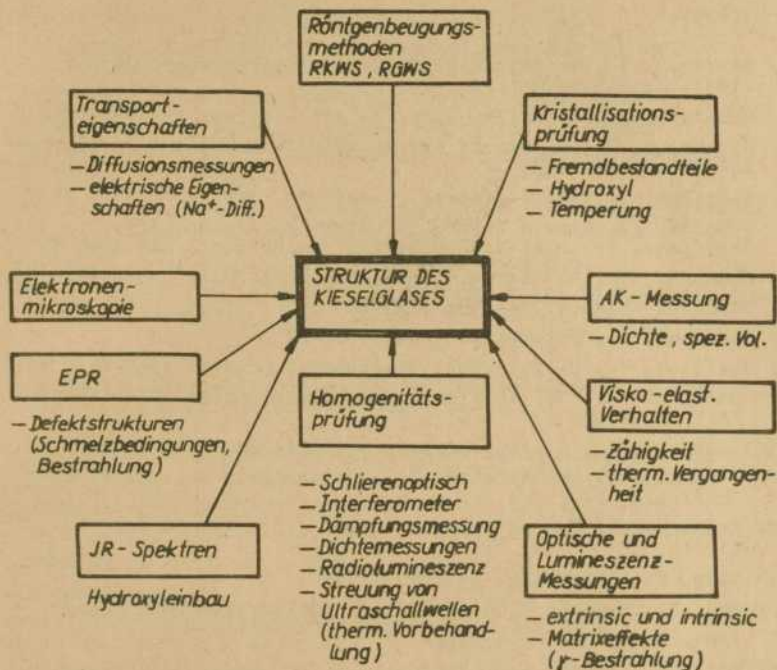 Röntgenbeugungs-
methoden
RKWS, RGWS
Transport-
eigenschaften
— Diffusionsmessungen
— elektrische Eigen-
schaften (Na⁺-Diff.)
Kristallisations-
prüfung
— Fremdbestandteile
— Hydroxyl
— Temperung
Elektronen-
mikroskopie
STRUKTUR DES
KIESELGLASES
AK - Messung
— Dichte, spez. Vol.
EPR
— Defektstrukturen
(Schmelzbedingungen,
Bestrahlung)
Homogenitäts-
prüfung
— Schlierenoptisch
— Interferometer
— Dämpfungsmessung
— Dichtemessungen
— Radiolumineszenz
— Streuung von
Ultraschallwellen
(therm. Vorbehand-
lung)
Visko - elast.
Verhalten
— Zähigkeit
— therm. Vergangen-
heit
JR - Spektren
Hydroxyleinbau
Optische und
Lumineszenz-
Messungen
— extrinsic und intrinsic
— Matrixeffekte
(γ-Bestrahlung)